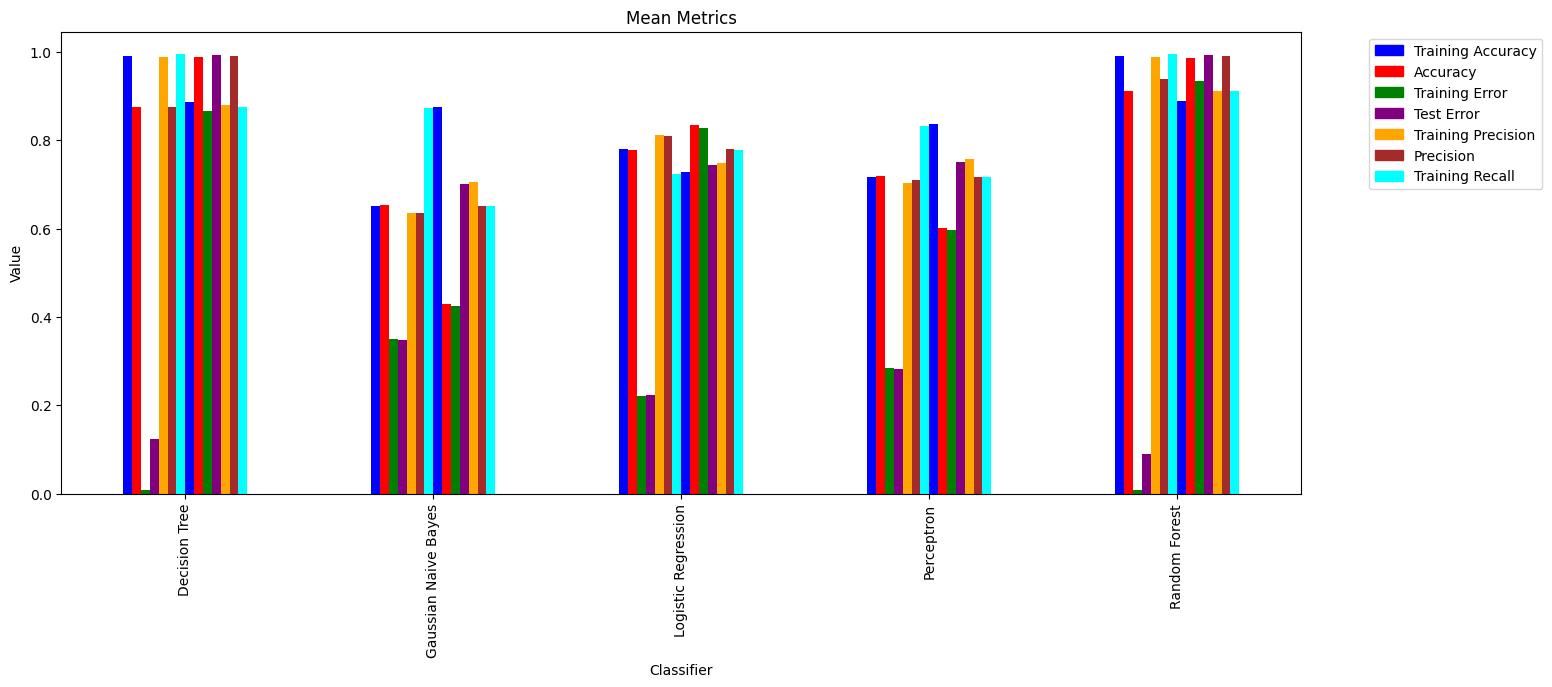 Mean Metrics
1.0
0.8
0.6
0.4
0.2
0.0
Value
Decision Tree
Gaussian Naive Bayes
Logistic Regression
Perceptron
Random Forest
Classifier
Training Accuracy
Accuracy
Training Error
Test Error
Training Precision
Precision
Training Recall